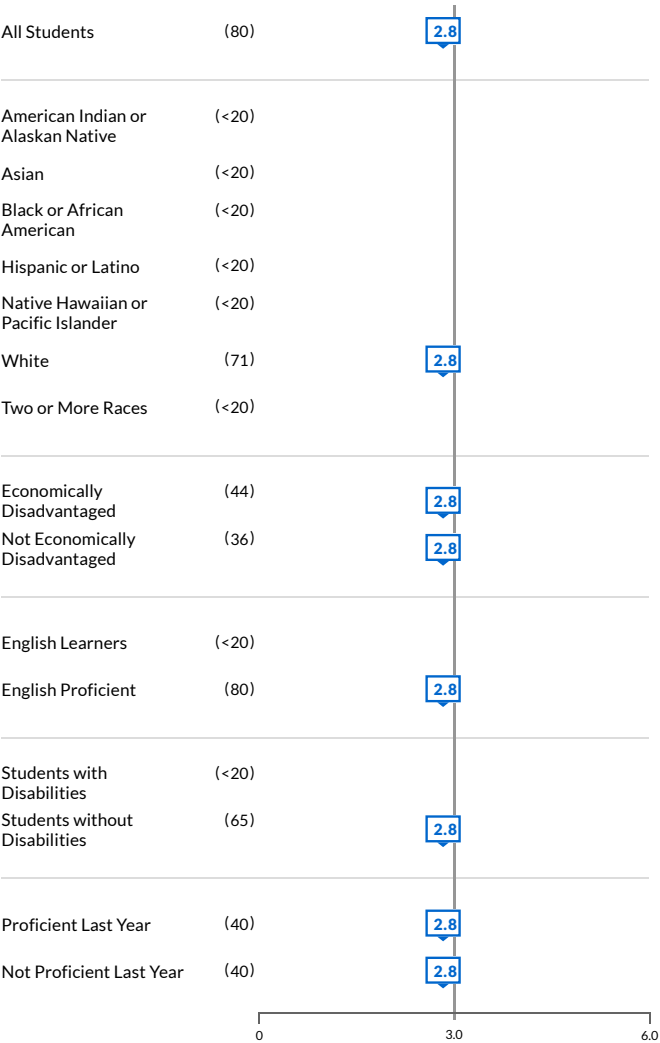 All Students (80) 2.8
American Indian or (<20)
Alaskan Native
Asian (<20)
Black or African (<20)
American
Hispanic or Latino (<20)
Native Hawaiian or (<20)
Pacific Islander
White (71) 2.8
Two or More Races (<20)
Economically (44) 2.8
Disadvantaged
Not Economically (36) 2.8
Disadvantaged
English Learners (<20)
English Proficient (80) 2.8
Students with (<20)
Disabilities
Students without (65) 2.8
Disabilities
Proficient Last Year (40) 2.8
Not Proficient Last Year (40) 2.8
0 3.0 6.0